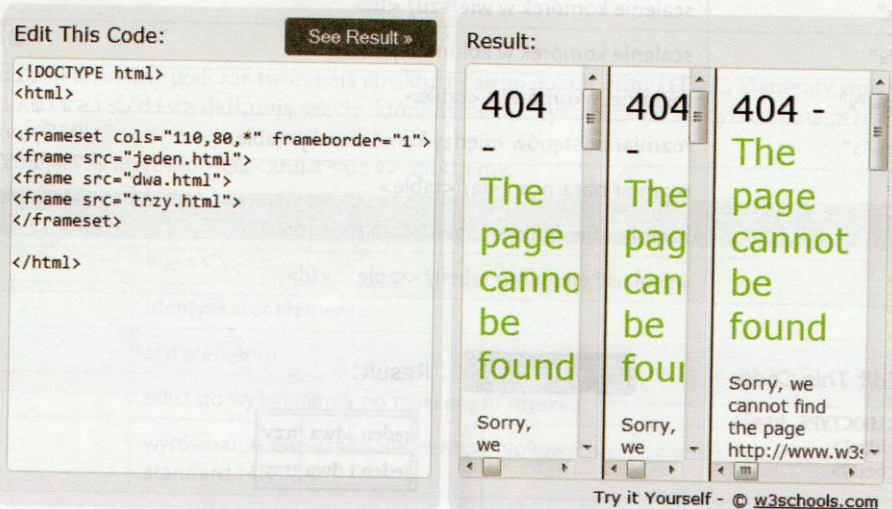 Edit This Code:
See Result »
<!DOCTYPE html>
<html>
<frameset cols="110,80,*" frameborder="1">
<frame src="jeden.html">
<frame src="dwa.html">
<frame src="trzy.html">
</frameset>
</html>
Result:
404
-
The
page
canno
be
found
Sorry,
we
404
-
The
pag
can
be
foun
Sorry,
we
404 -
The
page
cannot
be
found
Sorry, we
cannot find
the page
http://www.w3s
Try it Yourself - © w3schools.com